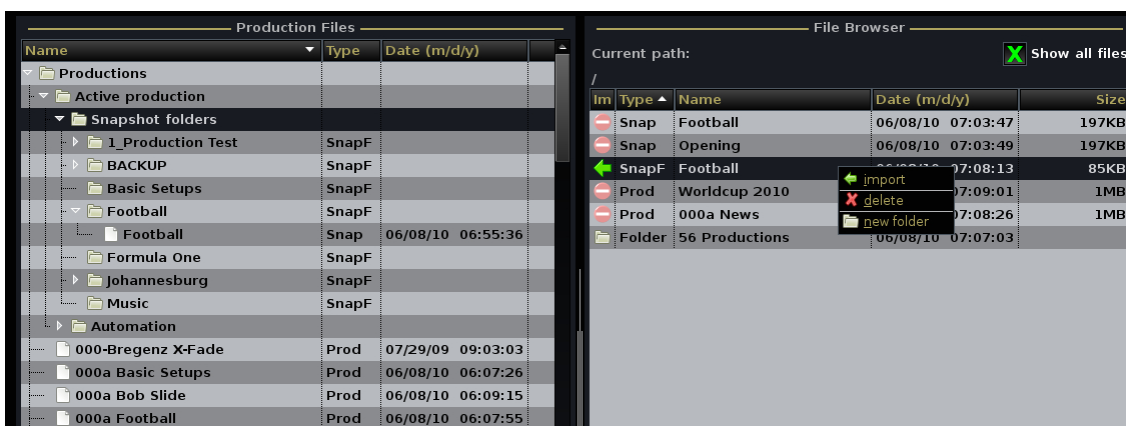 Production Files
Name Type Date (m/d/y)
Productions
Active production
Snapshot folders
1_Production Test SnapF
BACKUP SnapF
Basic Setups SnapF
Football SnapF
Football Snap 06/08/10 06:55:36
Formula One SnapF
Johannesburg SnapF
Music SnapF
Automation
000-Bregenz X-Fade Prod 07/29/09 09:03:03
000a Basic Setups Prod 06/08/10 06:07:26
000a Bob Slide Prod 06/08/10 06:09:15
000a Football Prod 06/08/10 06:07:55
File Browser
Current path: X Show all files
/
Im Type Name Date (m/d/y) Size
Snap Football 06/08/10 07:03:47 197KB
Snap Opening 06/08/10 07:03:49 197KB
SnapF Football 07:08:13 85KB
Prod Worldcup 2010 07:09:01 1MB
Prod 000a News 07:08:26 1MB
Folder 56 Productions 06/08/10 07:07:03
import
delete
new folder